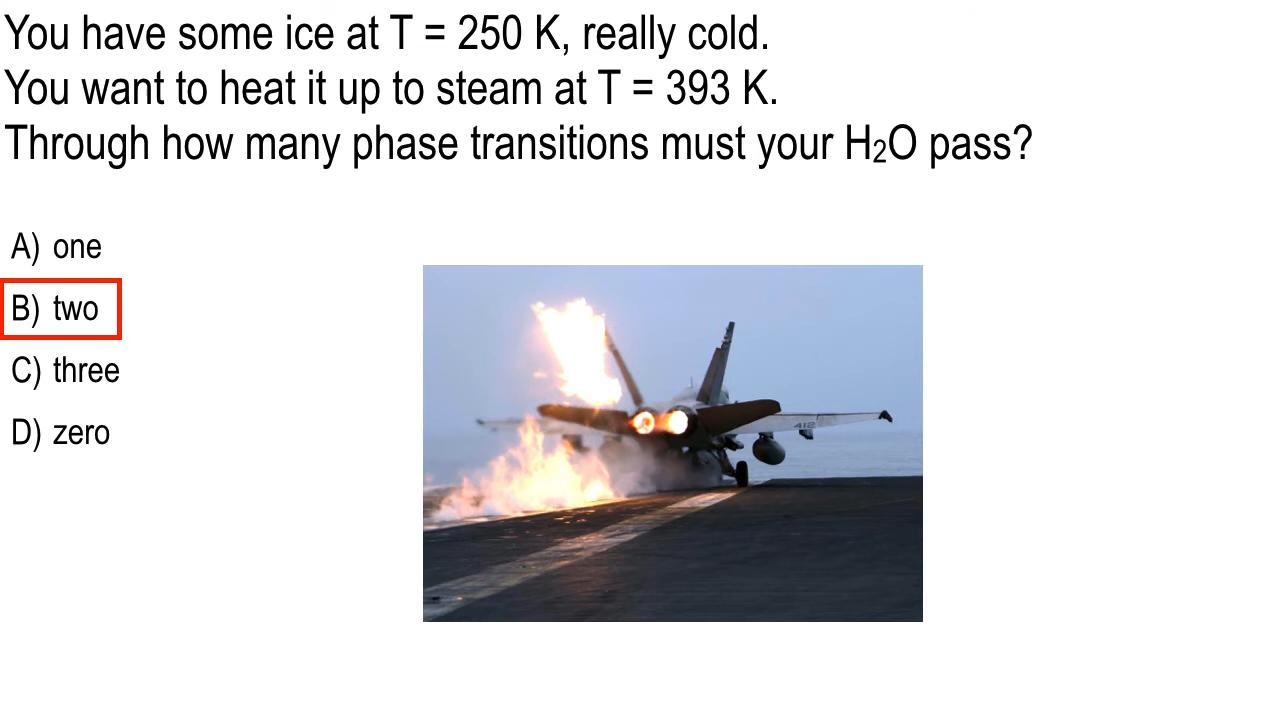 You have some ice at T = 250 K, really cold.
You want to heat it up to steam at T = 393 K.
Through how many phase transitions must your H₂O pass?
A) one
B) two
C) three
D) zero
412